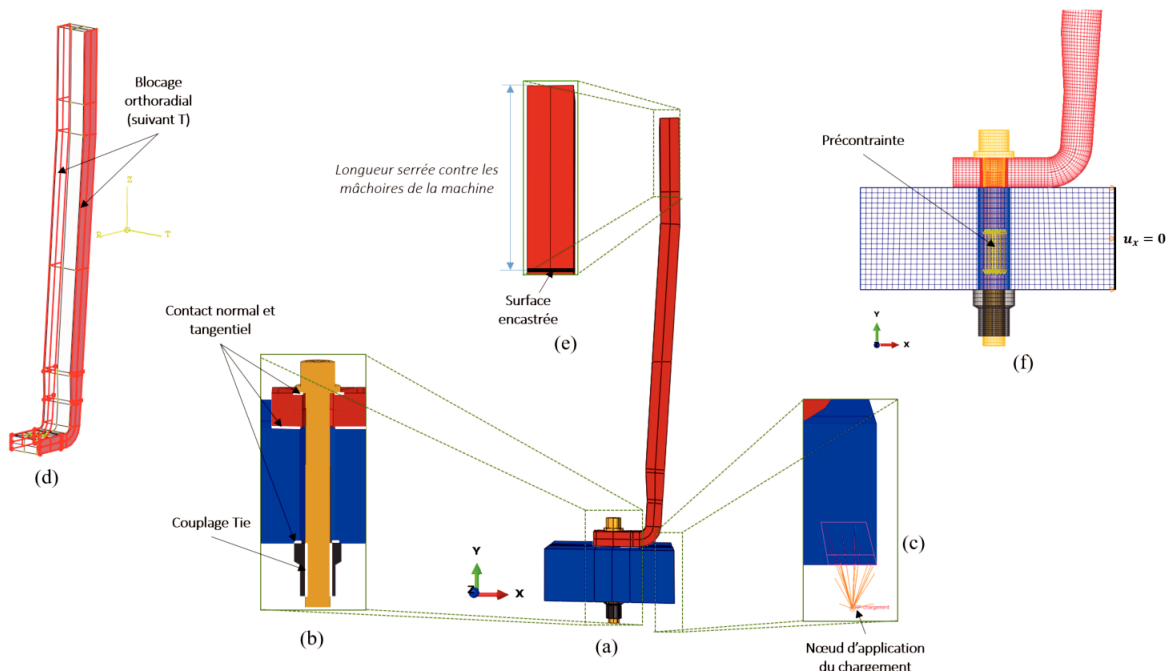 Blocage
orthoradial
(suivant T)
Z
R
T
(d)
Longueur serrée contre les
mâchoires de la machine
Surface
encastrée
(e)
Précontrainte
uₓ = 0
Y
X
(f)
Contact normal et
tangentiel
Couplage Tie
(b)
Y
Z
X
(a)
(c)
chargement
Nœud d'application
du chargement